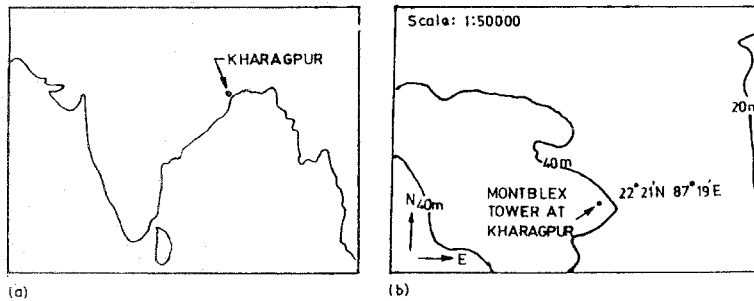 KHARAGPUR
(a)
Scale: 1:50000
20m
40m
22° 21'N 87° 19'E
MONTBLEX
TOWER AT
KHARAGPUR
N
40m
E
(b)